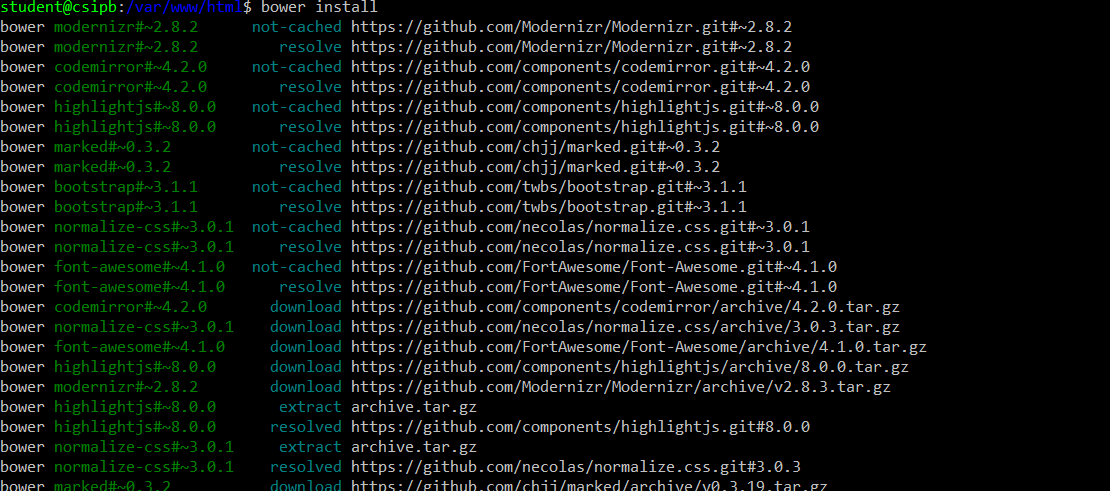 student@csipb:/var/www/html$ bower install
bower modernizr#~2.8.2 not-cached https://github.com/Modernizr/Modernizr.git#~2.8.2
bower modernizr#~2.8.2 resolve https://github.com/Modernizr/Modernizr.git#~2.8.2
bower codemirror#~4.2.0 not-cached https://github.com/components/codemirror.git#~4.2.0
bower codemirror#~4.2.0 resolve https://github.com/components/codemirror.git#~4.2.0
bower highlightjs#~8.0.0 not-cached https://github.com/components/highlightjs.git#~8.0.0
bower highlightjs#~8.0.0 resolve https://github.com/components/highlightjs.git#~8.0.0
bower marked#~0.3.2 not-cached https://github.com/chjj/marked.git#~0.3.2
bower marked#~0.3.2 resolve https://github.com/chjj/marked.git#~0.3.2
bower bootstrap#~3.1.1 not-cached https://github.com/twbs/bootstrap.git#~3.1.1
bower bootstrap#~3.1.1 resolve https://github.com/twbs/bootstrap.git#~3.1.1
bower normalize-css#~3.0.1 not-cached https://github.com/necolas/normalize.css.git#~3.0.1
bower normalize-css#~3.0.1 resolve https://github.com/necolas/normalize.css.git#~3.0.1
bower font-awesome#~4.1.0 not-cached https://github.com/FortAwesome/Font-Awesome.git#~4.1.0
bower font-awesome#~4.1.0 resolve https://github.com/FortAwesome/Font-Awesome.git#~4.1.0
bower codemirror#~4.2.0 download https://github.com/components/codemirror/archive/4.2.0.tar.gz
bower normalize-css#~3.0.1 download https://github.com/necolas/normalize.css/archive/3.0.3.tar.gz
bower font-awesome#~4.1.0 download https://github.com/FortAwesome/Font-Awesome/archive/4.1.0.tar.gz
bower highlightjs#~8.0.0 download https://github.com/components/highlightjs/archive/8.0.0.tar.gz
bower modernizr#~2.8.2 download https://github.com/Modernizr/Modernizr/archive/v2.8.3.tar.gz
bower highlightjs#~8.0.0 extract archive.tar.gz
bower highlightjs#~8.0.0 resolved https://github.com/components/highlightjs.git#8.0.0
bower normalize-css#~3.0.1 extract archive.tar.gz
bower normalize-css#~3.0.1 resolved https://github.com/necolas/normalize.css.git#3.0.3
bower marked#~0.3.2 download https://github.com/chjj/marked/archive/v0.3.19.tar.gz